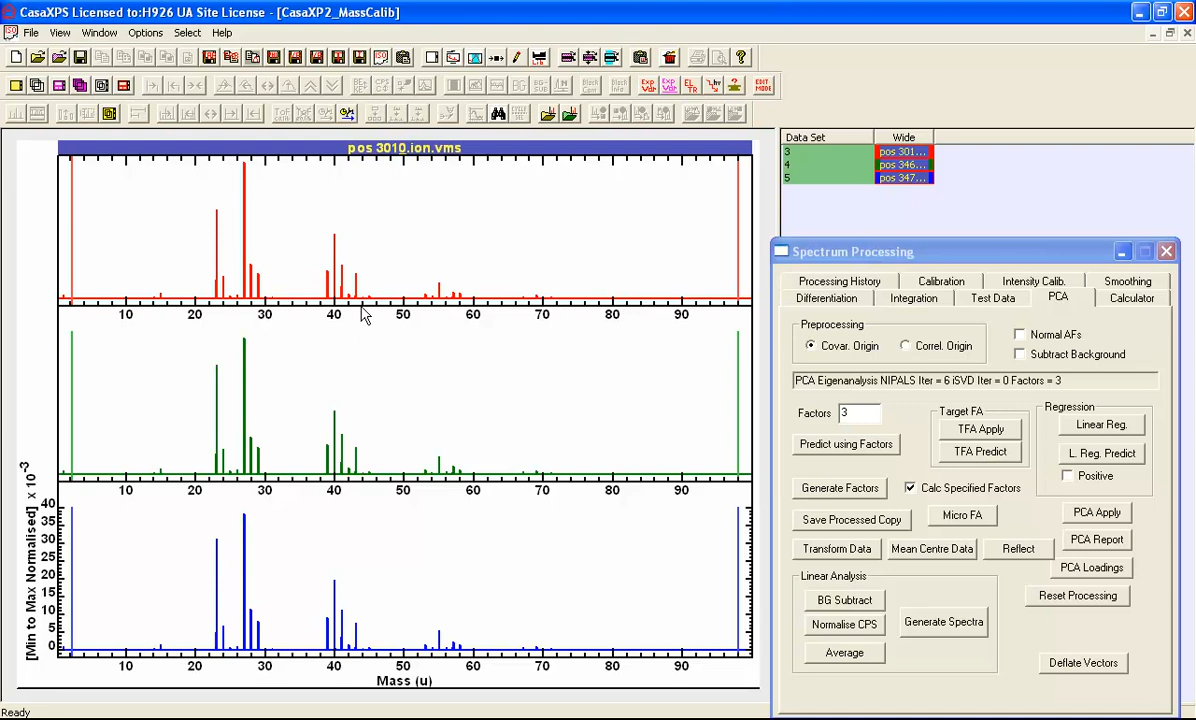 CasaXPS Licensed to:H926 UA Site License - [CasaXP2_MassCalib]
File View Window Options Select Help
pos 3010.ion.vms
10 20 30 40 50 60 70 80 90
10 20 30 40 50 60 70 80 90
[Min to Max Normalised] x 10⁻³
40
35
30
25
20
15
10
5
0
10 20 30 40 50 60 70 80 90
Mass (u)
Data Set Wide
3 pos 301...
4 pos 346...
5 pos 347...
Spectrum Processing
Processing History Calibration Intensity Calib. Smoothing
Differentiation Integration Test Data PCA Calculator
Preprocessing
Covar. Origin Correl. Origin
Normal AFs
Subtract Background
PCA Eigenanalysis NIPALS Iter = 6 iSVD Iter = 0 Factors = 3
Factors 3
Predict using Factors
Target FA
TFA Apply
TFA Predict
Regression
Linear Reg.
L. Reg. Predict
Positive
Generate Factors Calc Specified Factors
Save Processed Copy Micro FA PCA Apply
Transform Data Mean Centre Data Reflect PCA Report
PCA Loadings
Linear Analysis
BG Subtract
Normalise CPS
Average
Generate Spectra
Reset Processing
Deflate Vectors
Ready